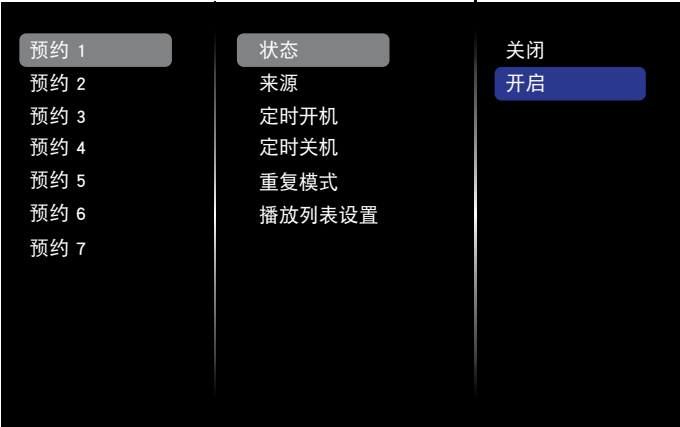 预约 1
预约 2
预约 3
预约 4
预约 5
预约 6
预约 7
状态
来源
定时开机
定时关机
重复模式
播放列表设置
关闭
开启